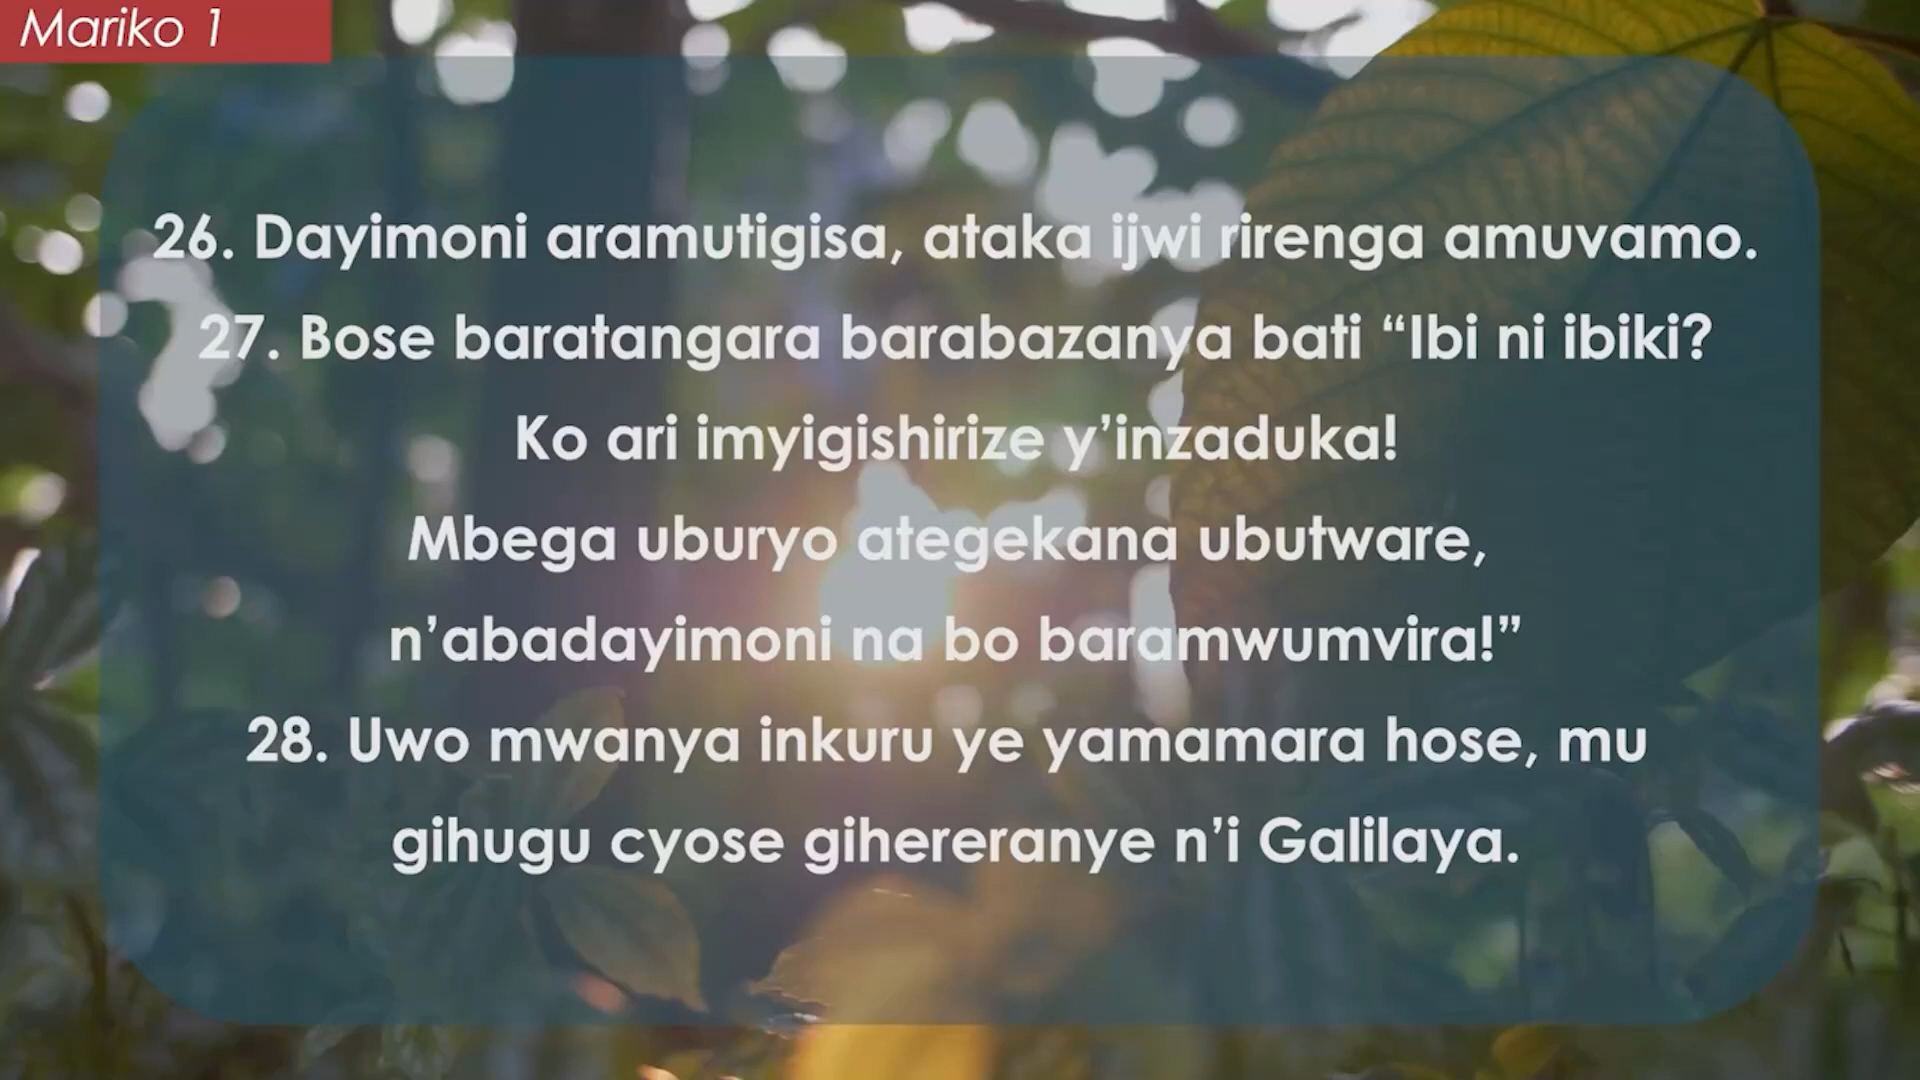 Mariko 1
26. Dayimoni aramutigisa, ataka ijwi rirenga amuvamo.
27. Bose baratangara barabazanya bati “Ibi ni ibiki?
Ko ari imyigishirize y’inzaduka!
Mbega uburyo ategekana ubutware,
n’abadayimoni na bo baramwumvira!”
28. Uwo mwanya inkuru ye yamamara hose, mu
gihugu cyose gihereranye n’i Galilaya.